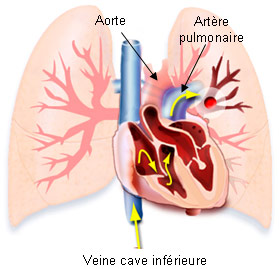 Aorte
Artère
pulmonaire
Veine cave inférieure